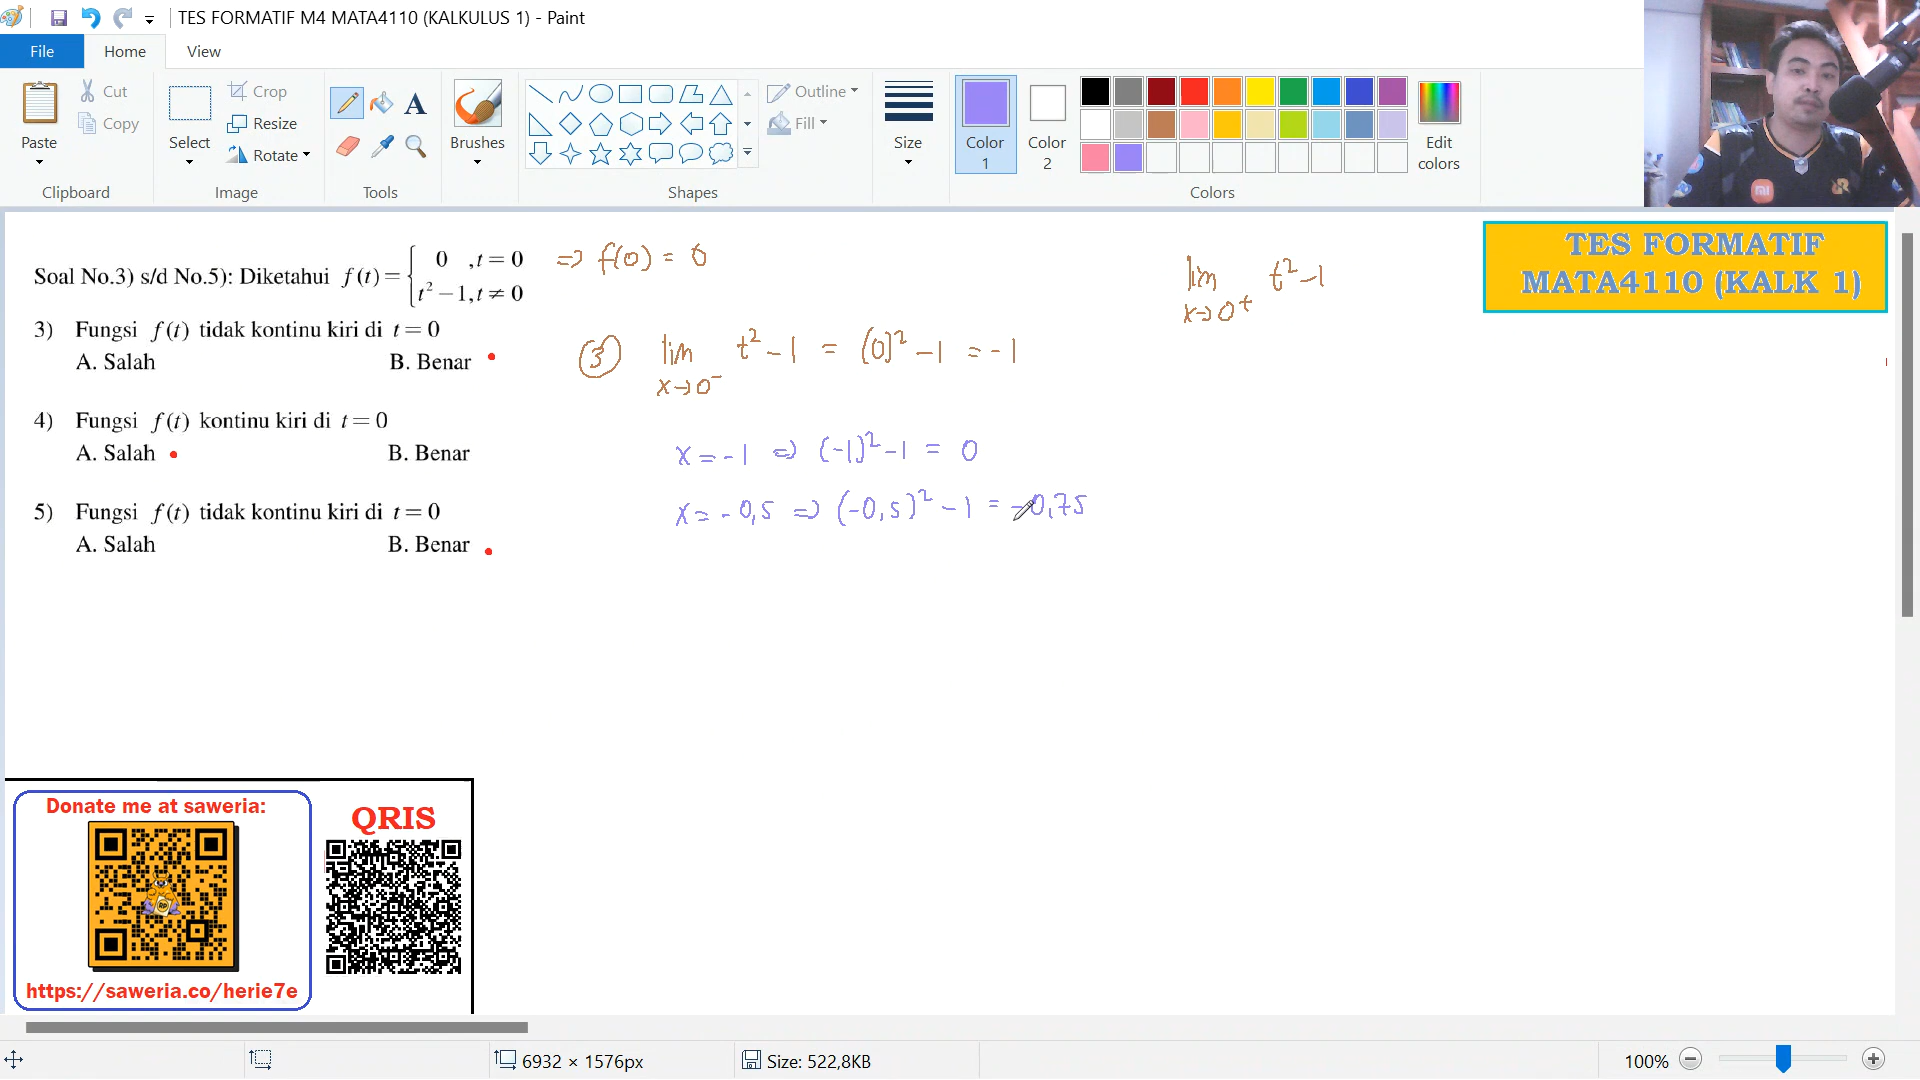 TES FORMATIF M4 MATA4110 (KALKULUS 1) - Paint
File Home View
Paste
Cut
Copy
Clipboard
Select
Crop
Resize
Rotate
Image
Tools
Brushes
Outline
Fill
Shapes
Size
Color 1
Color 2
Edit colors
Colors
TES FORMATIF
MATA4110 (KALK 1)
Soal No.3) s/d No.5): Diketahui f(t) = { 0 , t = 0
t² − 1, t ≠ 0
⇒ f(0) = 0
lim t² − 1
x→0⁺
3) Fungsi f(t) tidak kontinu kiri di t = 0
A. Salah B. Benar
③ lim t² − 1 = (0)² − 1 = −1
x→0⁻
4) Fungsi f(t) kontinu kiri di t = 0
A. Salah B. Benar
x = −1 ⇒ (−1)² − 1 = 0
x = −0,5 ⇒ (−0,5)² − 1 = −0,75
5) Fungsi f(t) tidak kontinu kiri di t = 0
A. Salah B. Benar
Donate me at saweria:
https://saweria.co/herie7e
QRIS
6932 × 1576px
Size: 522,8KB
100%